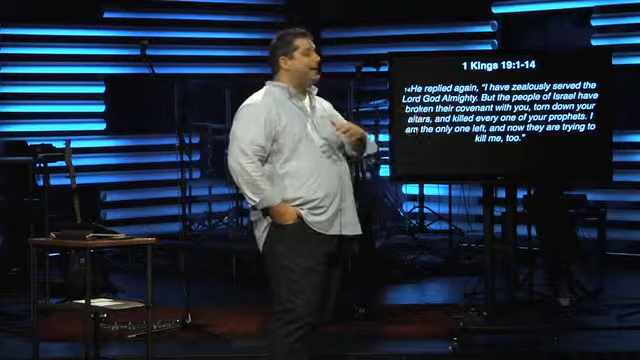 1 Kings 19:1-14
14He replied again, "I have zealously served the
Lord God Almighty. But the people of Israel have
broken their covenant with you, torn down your
altars, and killed every one of your prophets. I
am the only one left, and now they are trying to
kill me, too."